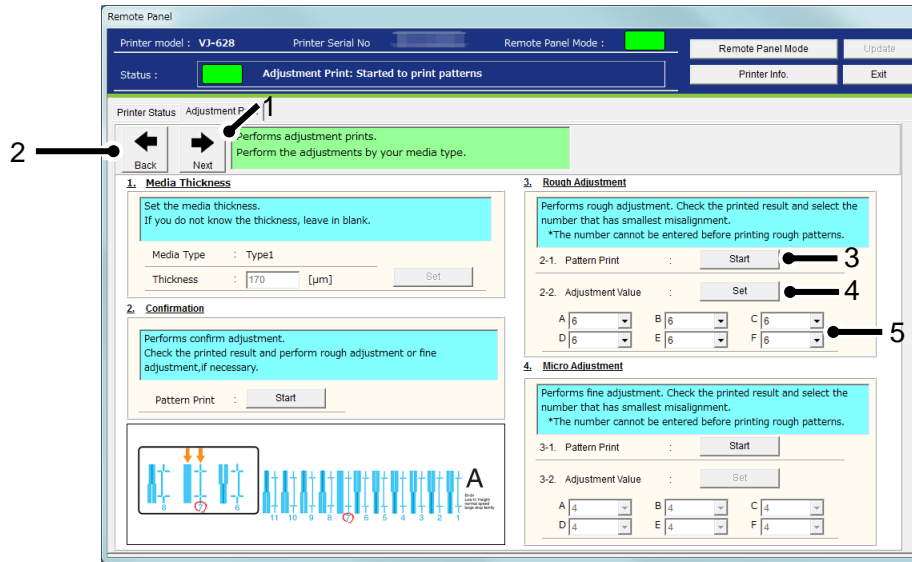 Remote Panel
Printer model : VJ-628 Printer Serial No Remote Panel Mode :
Remote Panel Mode Update
Status : Adjustment Print: Started to print patterns
Printer Info. Exit
Printer Status Adjustment P
1
2
Back Next
Performs adjustment prints.
Perform the adjustments by your media type.
1. Media Thickness
Set the media thickness.
If you do not know the thickness, leave in blank.
Media Type : Type1
Thickness : 170 [μm] Set
2. Confirmation
Performs confirm adjustment.
Check the printed result and perform rough adjustment or fine
adjustment,if necessary.
Pattern Print : Start
8 7 6
11 10 9 8 7 6 5 4 3 2 1
A
Low H. Height
normal speed
large drop family
3. Rough Adjustment
Performs rough adjustment. Check the printed result and select the
number that has smallest misalignment.
*The number cannot be entered before printing rough patterns.
2-1. Pattern Print : Start
3
2-2. Adjustment Value : Set
4
A 6 B 6 C 6
D 6 E 6 F 6
5
4. Micro Adjustment
Performs fine adjustment. Check the printed result and select the
number that has smallest misalignment.
*The number cannot be entered before printing rough patterns.
3-1. Pattern Print : Start
3-2. Adjustment Value : Set
A 4 B 4 C 4
D 4 E 4 F 4